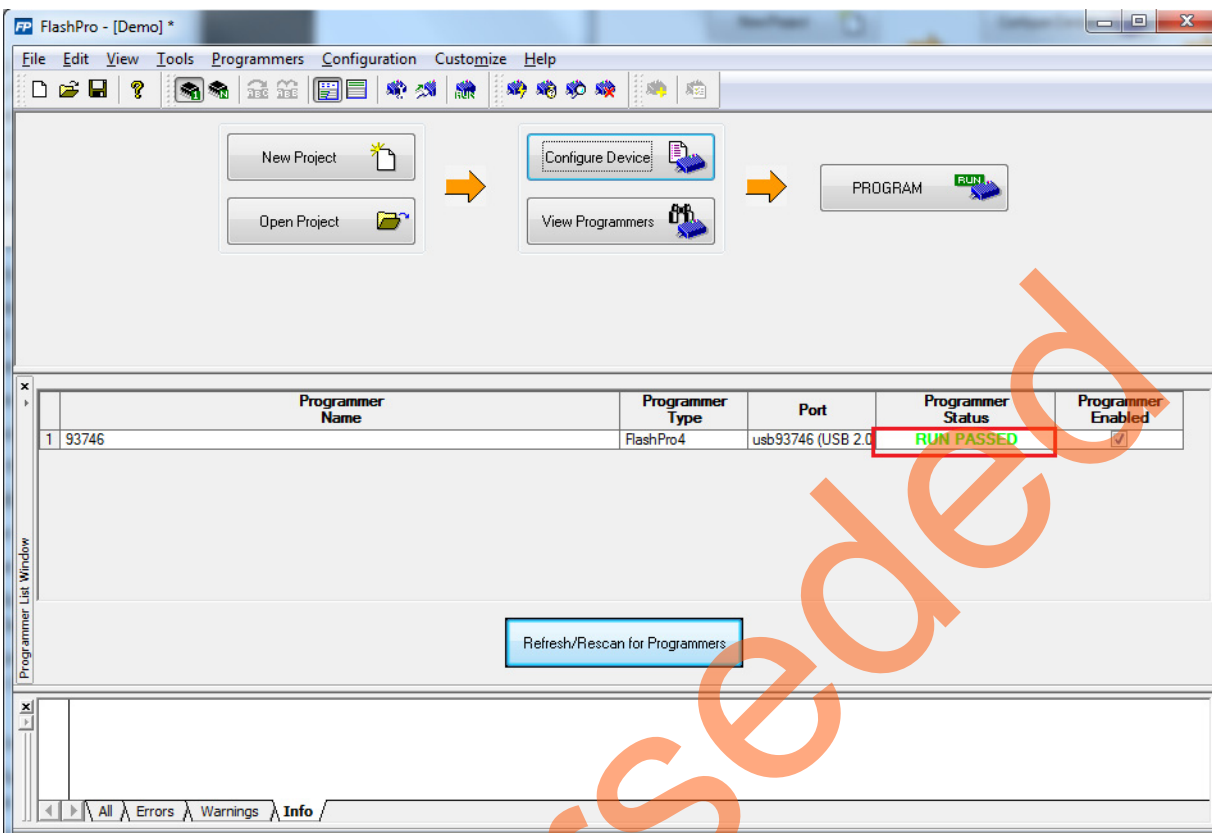 FP FlashPro - [Demo] *
File Edit View Tools Programmers Configuration Customize Help
New Project
Configure Device
PROGRAM
RUN
Open Project
View Programmers
Programmer Name
Programmer Type
Port
Programmer Status
Programmer Enabled
1 93746 FlashPro4 usb93746 (USB 2.0 RUN PASSED
Programmer List Window
Refresh/Rescan for Programmers
All Errors Warnings Info
seded